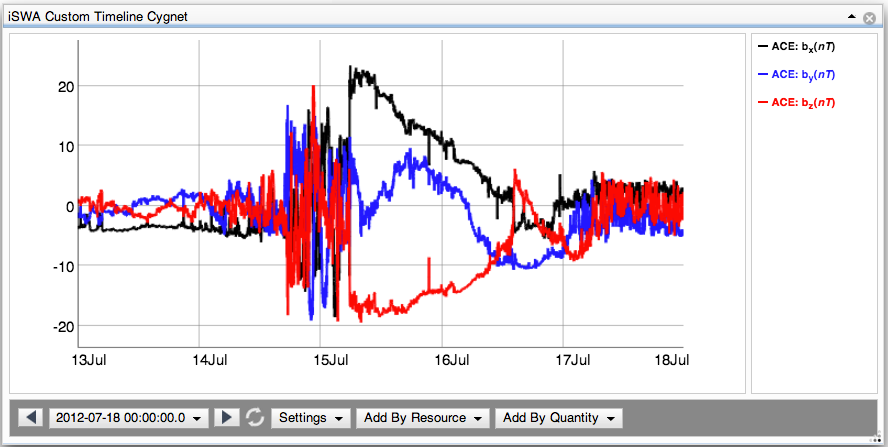 iSWA Custom Timeline Cygnet
ACE: bx(nT)
ACE: by(nT)
ACE: bz(nT)
20
10
0
-10
-20
13Jul 14Jul 15Jul 16Jul 17Jul 18Jul
2012-07-18 00:00:00.0 Settings Add By Resource Add By Quantity